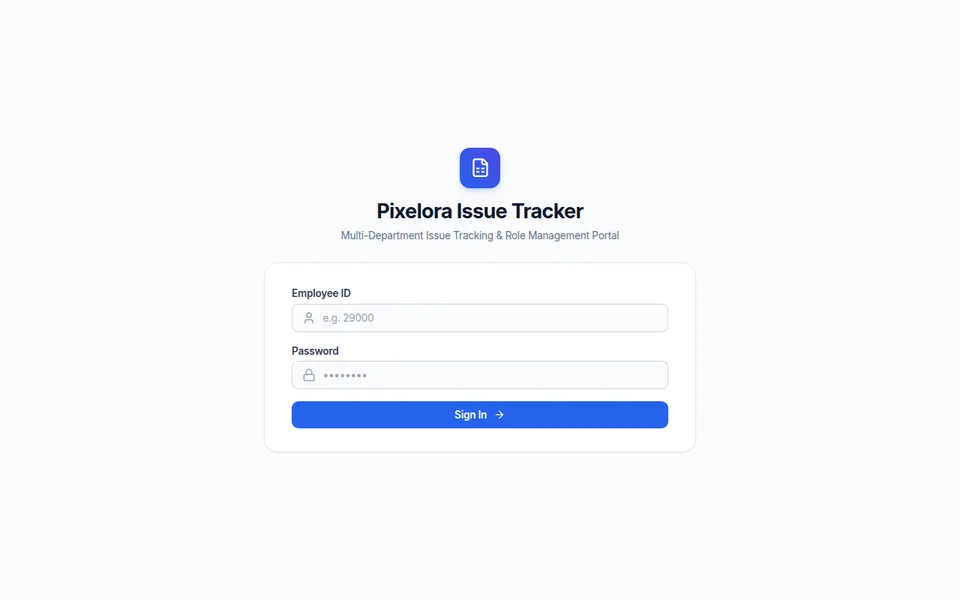 Pixelora Issue Tracker
Multi-Department Issue Tracking & Role Management Portal
Employee ID
e.g. 29000
Password
••••••••
Sign In →